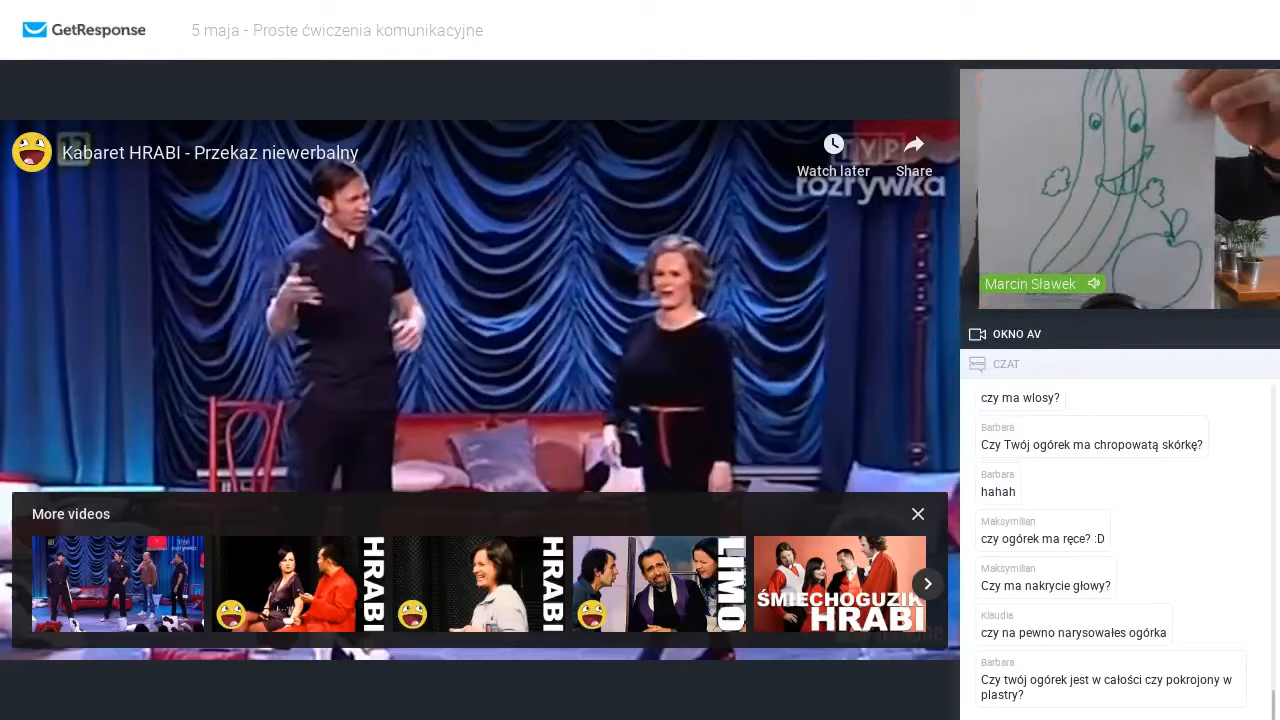 GetResponse
5 maja - Proste ćwiczenia komunikacyjne
Kabaret HRABI - Przekaz niewerbalny
Watch later
Share
TVP
rozrywka
More videos
HRABI
HRABI
LIMO
ŚMIECHOGUZIK
HRABI
Marcin Sławek
OKNO AV
CZAT
czy ma wlosy?
Barbara
Czy Twój ogórek ma chropowatą skórkę?
Barbara
hahah
Maksymilian
czy ogórek ma ręce? :D
Maksymilian
Czy ma nakrycie głowy?
Klaudia
czy na pewno narysowałes ogórka
Barbara
Czy twój ogórek jest w całości czy pokrojony w
plastry?